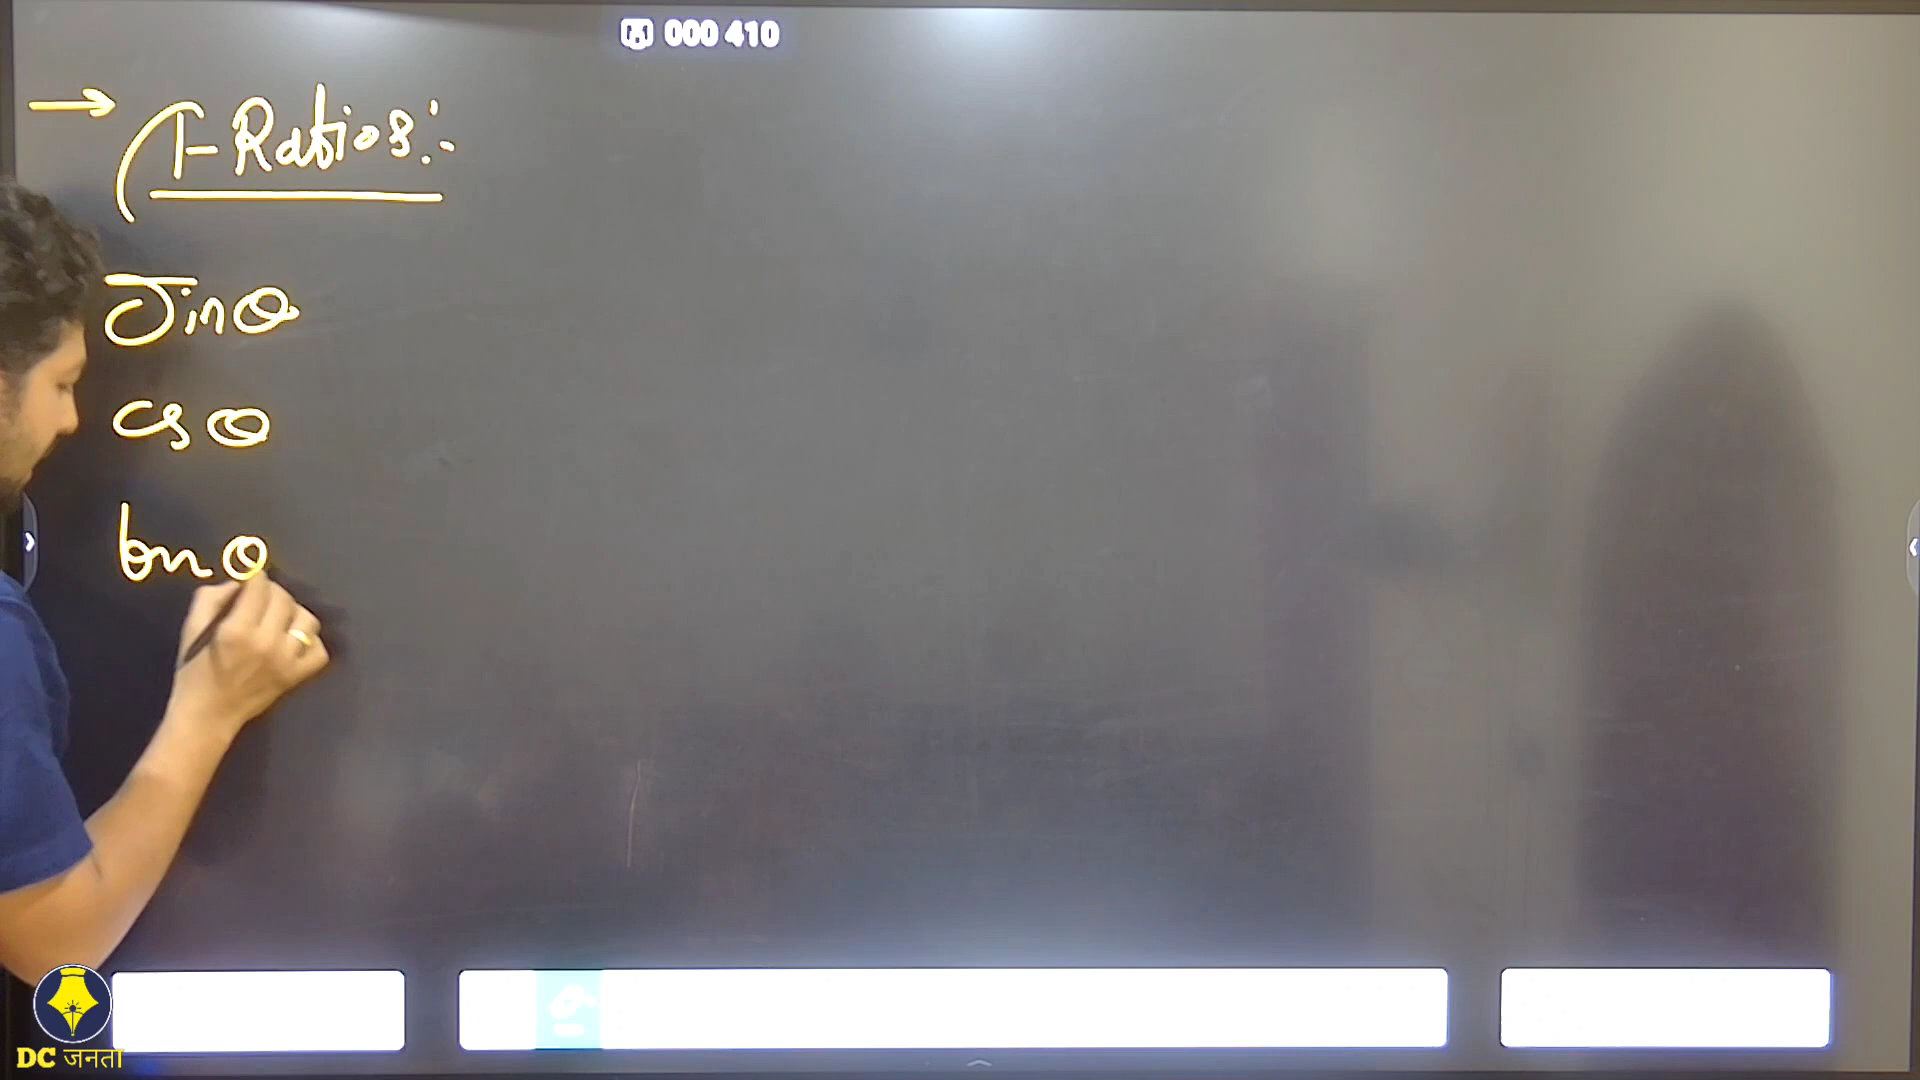 000 410
→ T-Ratios:-
sinθ
cosθ
tanθ
DC जनता